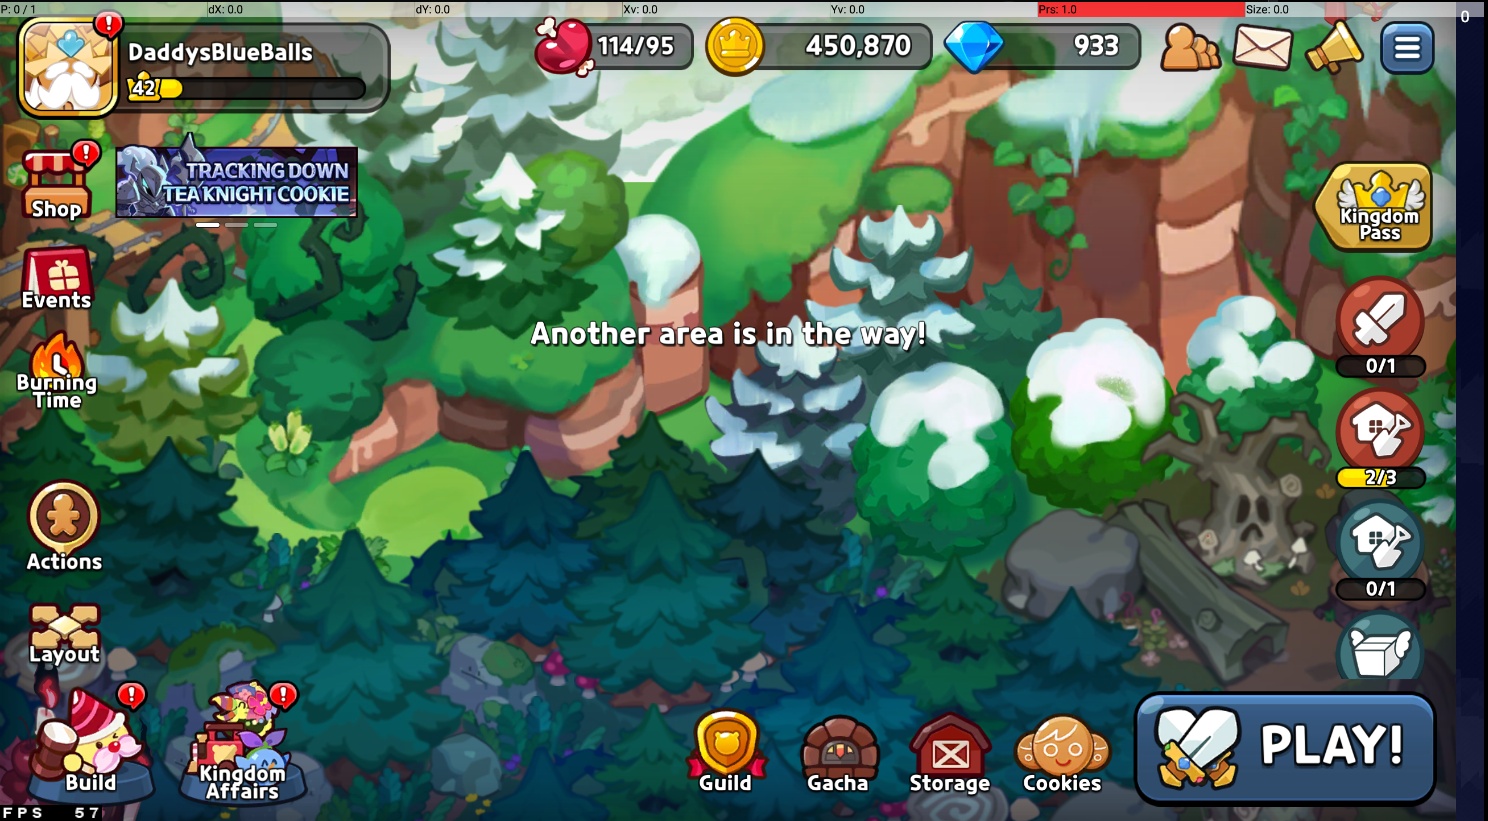 P: 0 / 1 dX: 0.0 dY: 0.0 Xv: 0.0 Yv: 0.0 Prs: 1.0 Size: 0.0
0
DaddysBlueBalls
42
114/95
450,870
933
Shop
TRACKING DOWN
TEA KNIGHT COOKIE
Kingdom
Pass
Events
Another area is in the way!
0/1
Burning
Time
2/3
Actions
0/1
Layout
Build
Kingdom
Affairs
Guild
Gacha
Storage
Cookies
PLAY!
FPS 57